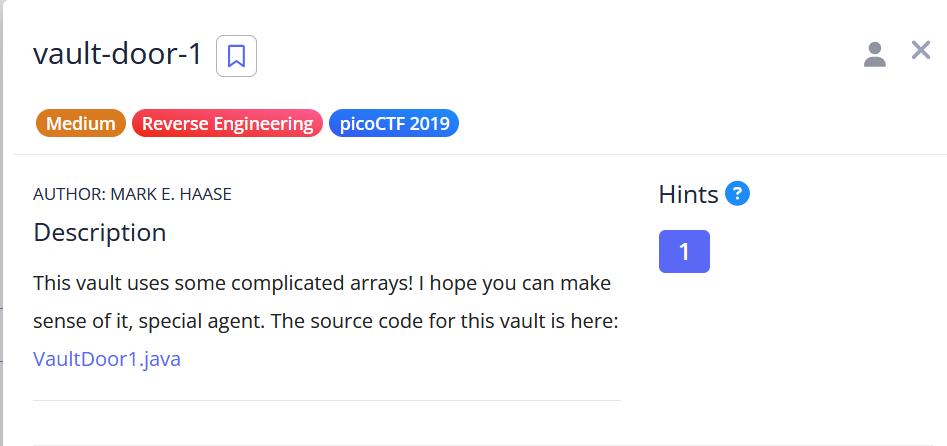 vault-door-1
Medium Reverse Engineering picoCTF 2019
AUTHOR: MARK E. HAASE
Description
This vault uses some complicated arrays! I hope you can make
sense of it, special agent. The source code for this vault is here:
VaultDoor1.java
Hints ?
1